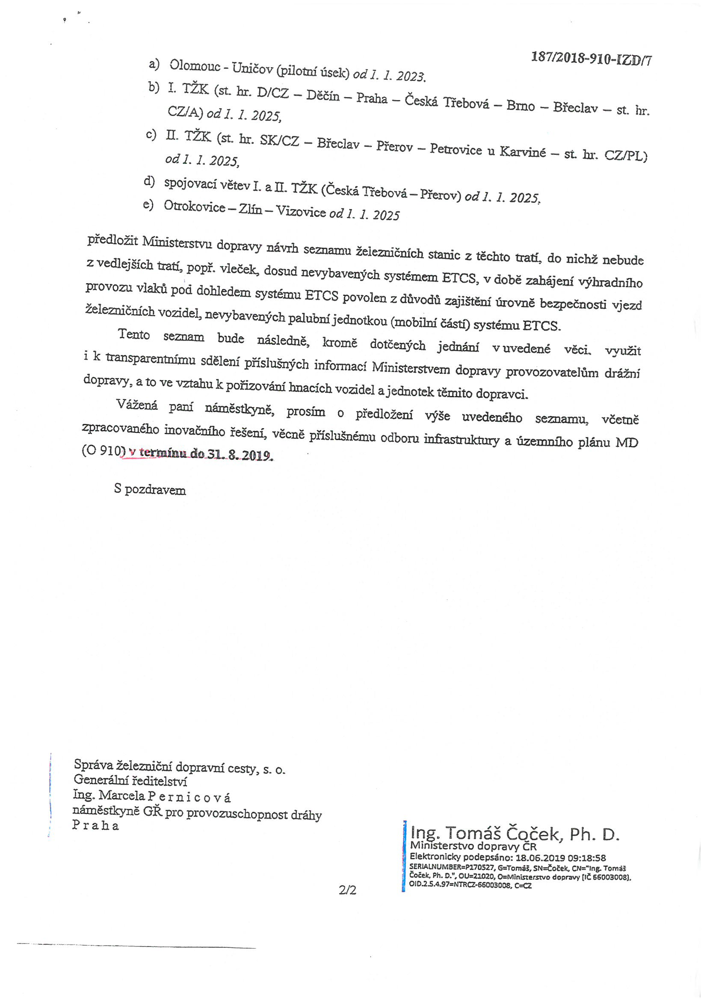 187/2018-910-IZD/7
a) Olomouc - Uničov (pilotní úsek) od 1. 1. 2023.
b) I. TŽK (st. hr. D/CZ – Děčín – Praha – Česká Třebová – Brno – Břeclav – st. hr.
CZ/A) od 1. 1. 2025,
c) II. TŽK (st. hr. SK/CZ – Břeclav – Přerov – Petrovice u Karviné – st. hr. CZ/PL)
od 1. 1. 2025,
d) spojovací větev I. a II. TŽK (Česká Třebová – Přerov) od 1. 1. 2025,
e) Otrokovice – Zlín – Vizovice od 1. 1. 2025
předložit Ministerstvu dopravy návrh seznamu železničních stanic z těchto tratí, do nichž nebude
z vedlejších tratí, popř. vleček, dosud nevybavených systémem ETCS, v době zahájení výhradního
provozu vlaků pod dohledem systému ETCS povolen z důvodů zajištění úrovně bezpečnosti vjezd
železničních vozidel, nevybavených palubní jednotkou (mobilní částí) systému ETCS.
Tento seznam bude následně, kromě dotčených jednání v uvedené věci, využit
i k transparentnímu sdělení příslušných informací Ministerstvem dopravy provozovatelům drážní
dopravy, a to ve vztahu k pořizování hnacích vozidel a jednotek těmito dopravci.
Vážená paní náměstkyně, prosím o předložení výše uvedeného seznamu, včetně
zpracovaného inovačního řešení, věcně příslušnému odboru infrastruktury a územního plánu MD
(O 910) v termínu do 31. 8. 2019.
S pozdravem
Správa železniční dopravní cesty, s. o.
Generální ředitelství
Ing. Marcela P e r n i c o v á
náměstkyně GŘ pro provozuschopnost dráhy
P r a h a
Ing. Tomáš Čoček, Ph. D.
Ministerstvo dopravy ČR
Elektronicky podepsáno: 18.06.2019 09:18:58
SERIALNUMBER=P170527, G=Tomáš, SN=Čoček, CN="Ing. Tomáš
Čoček, Ph. D.", OU=21020, O=Ministerstvo dopravy [IČ 66003008],
OID.2.5.4.97=NTRCZ-66003008, C=CZ
2/2